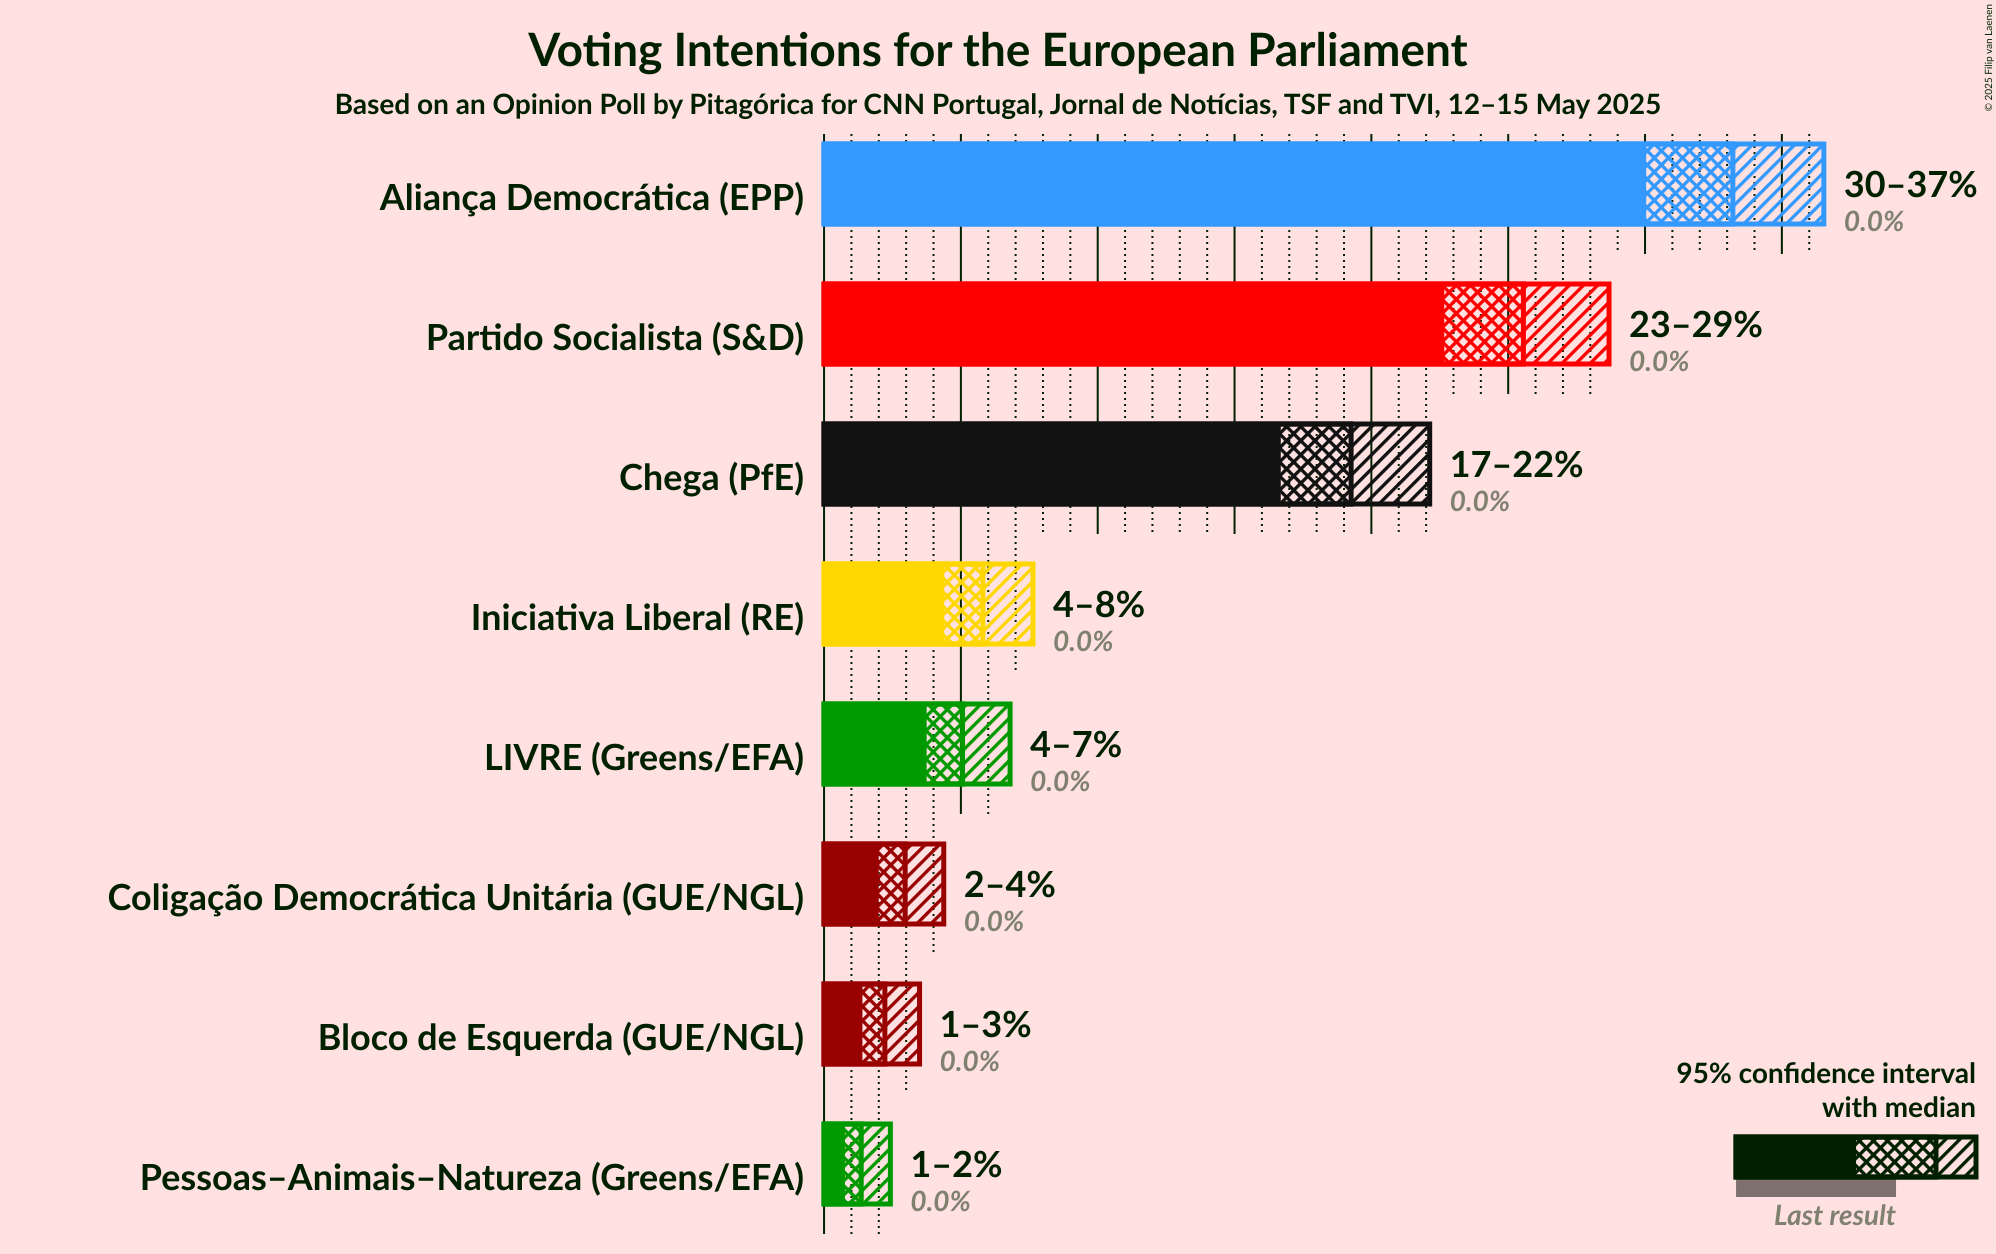 Voting Intentions for the European Parliament
Based on an Opinion Poll by Pitagórica for CNN Portugal, Jornal de Notícias, TSF and TVI, 12–15 May 2025
© 2025 Filip van Laenen
Aliança Democrática (EPP)
30–37%
0.0%
Partido Socialista (S&D)
23–29%
0.0%
Chega (PfE)
17–22%
0.0%
Iniciativa Liberal (RE)
4–8%
0.0%
LIVRE (Greens/EFA)
4–7%
0.0%
Coligação Democrática Unitária (GUE/NGL)
2–4%
0.0%
Bloco de Esquerda (GUE/NGL)
1–3%
0.0%
Pessoas–Animais–Natureza (Greens/EFA)
1–2%
0.0%
95% confidence interval
with median
Last result